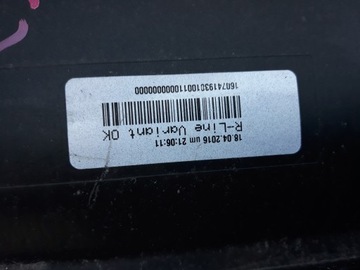 18.04.2016 um 21:06:11
R-Line Variant OK